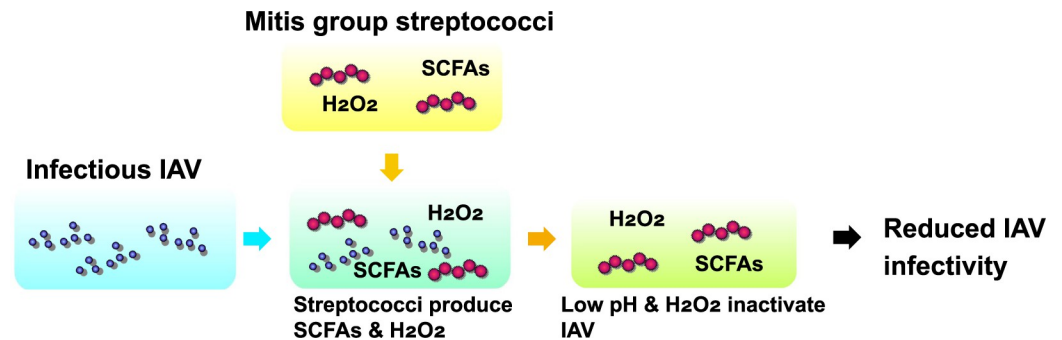 Mitis group streptococci
SCFAs
H2O2
Infectious IAV
H2O2
SCFAs
Streptococci produce
SCFAs & H2O2
H2O2
SCFAs
Low pH & H2O2 inactivate
IAV
Reduced IAV
infectivity